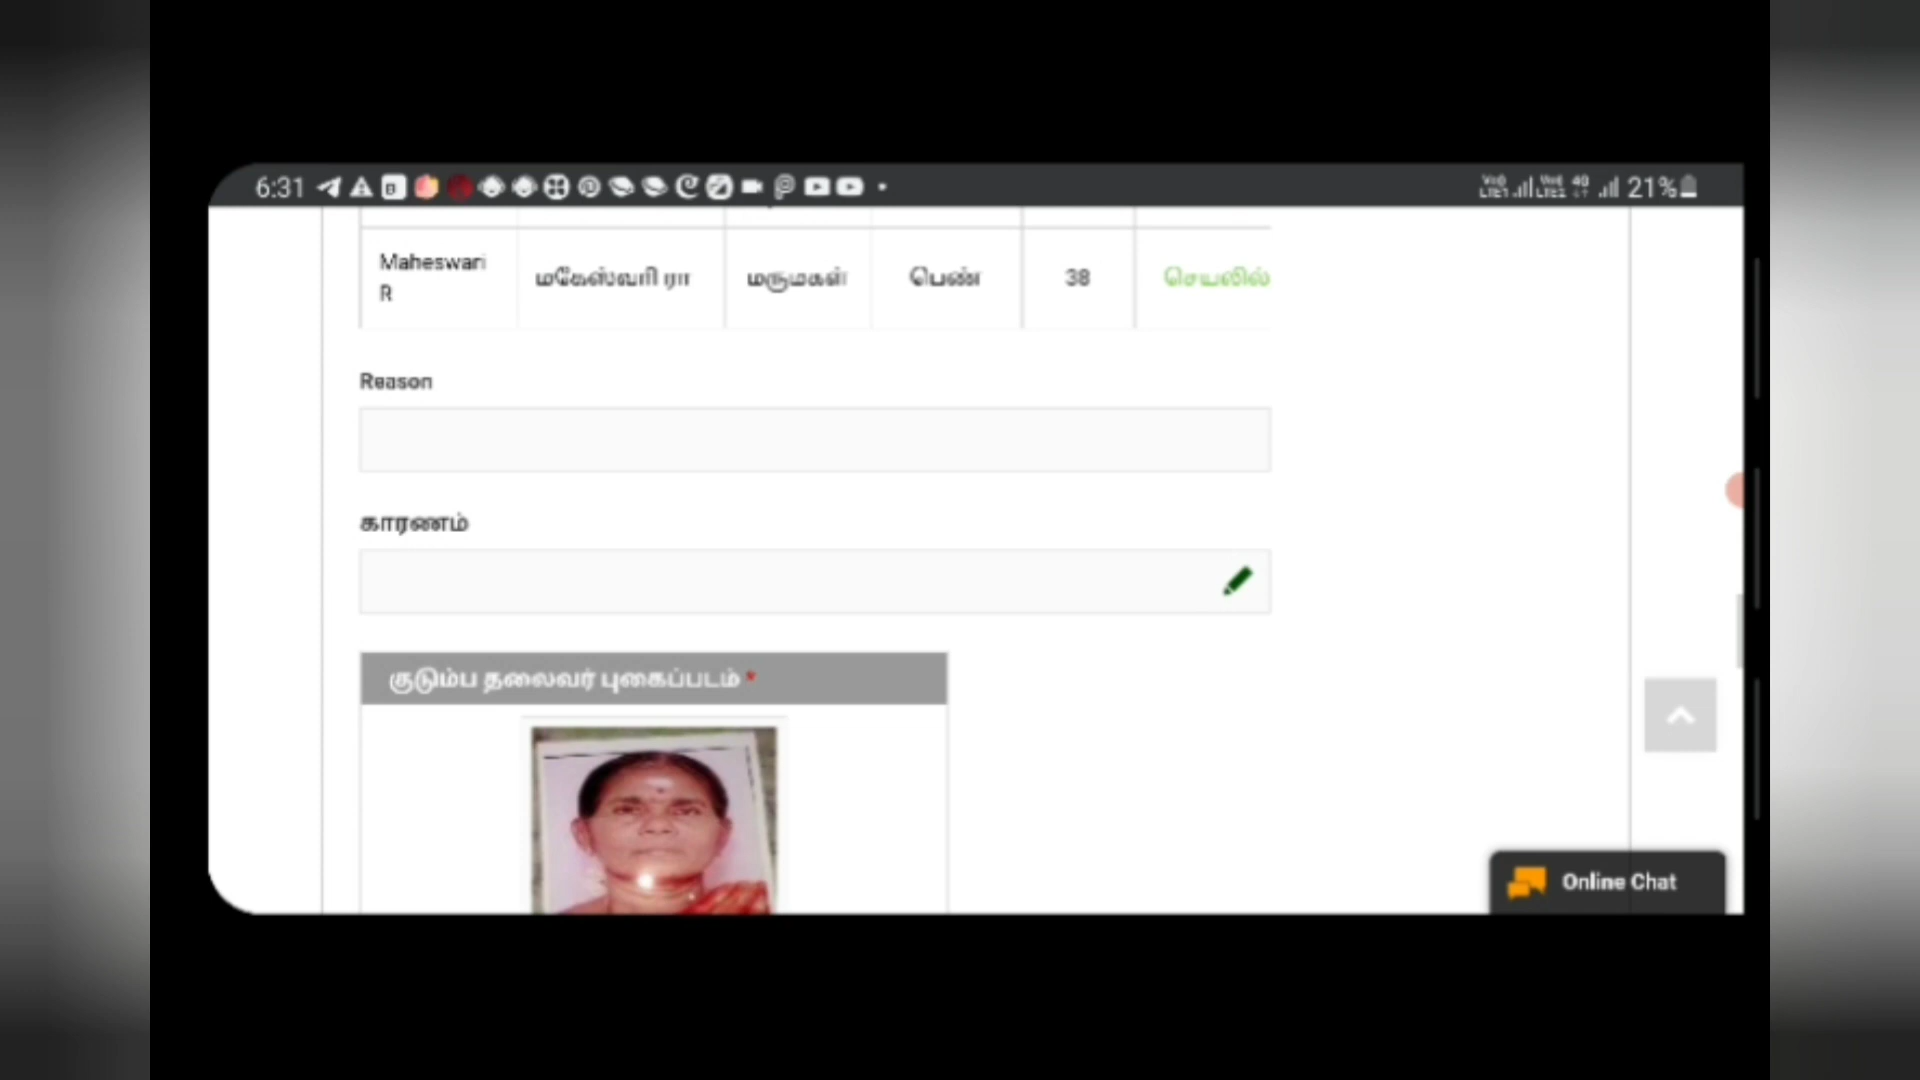 6:31
21%
Maheswari
R
மகேஸ்வரி ரா
மருமகள்
பெண்
38
செயலில்
Reason
காரணம்
குடும்ப தலைவர் புகைப்படம் *
Online Chat